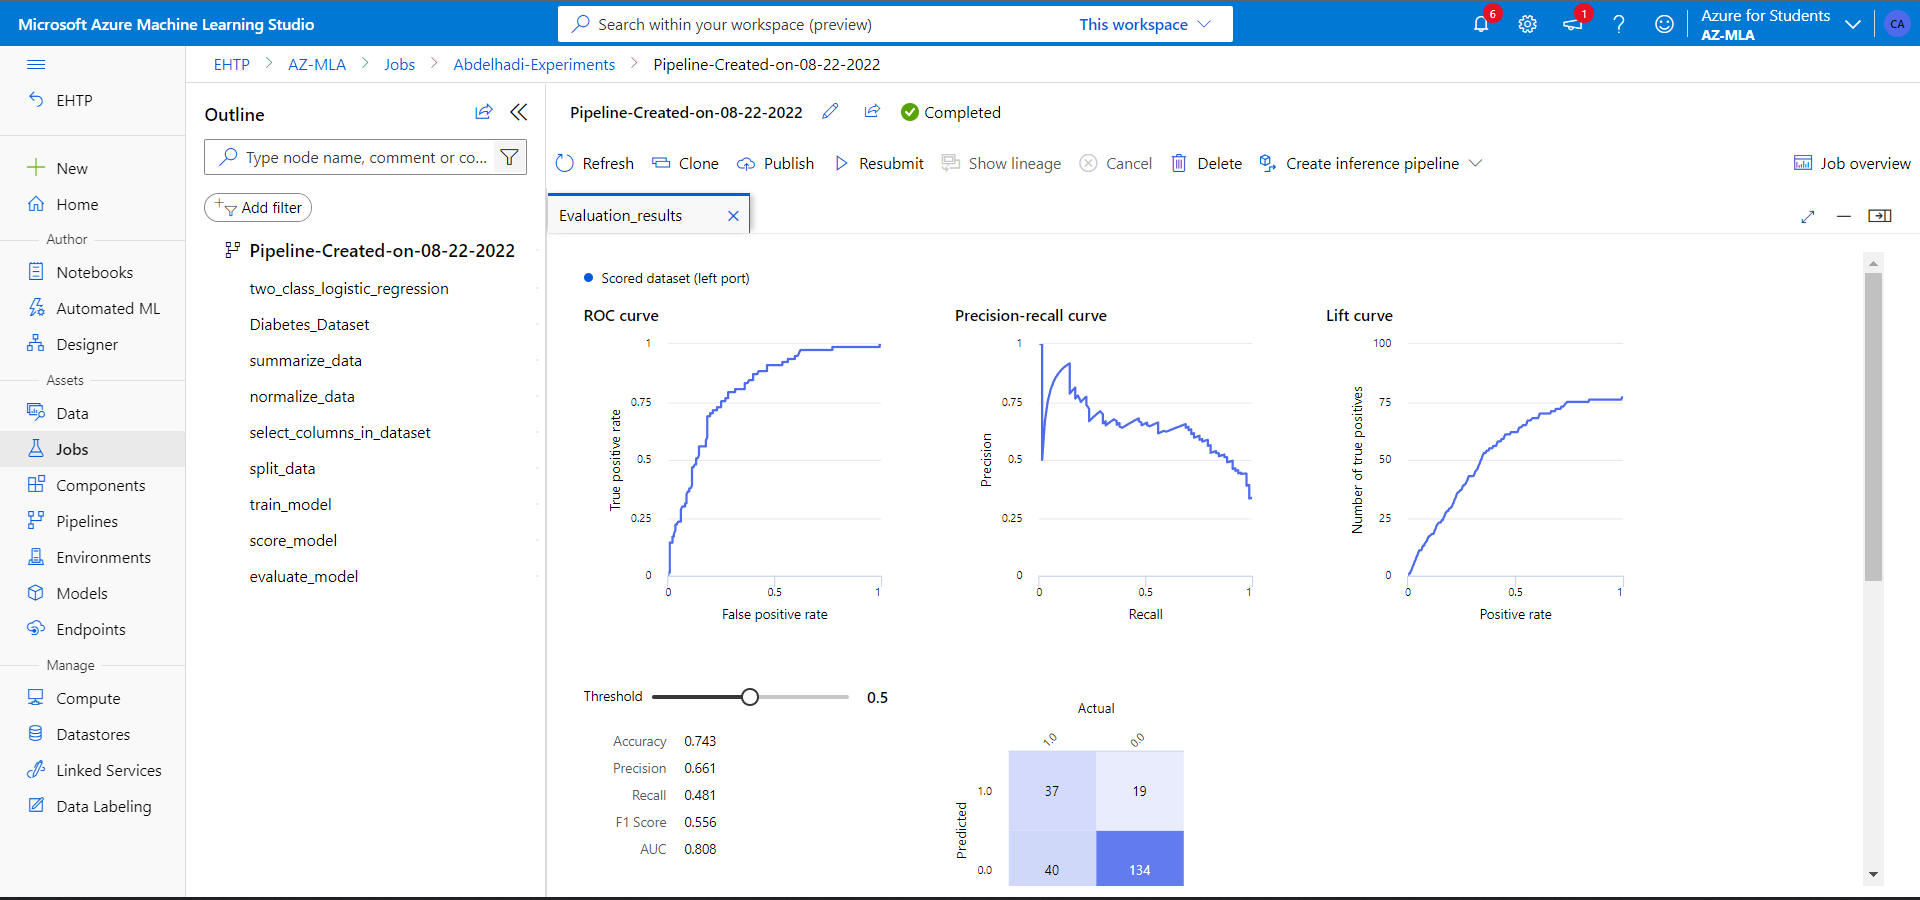 Microsoft Azure Machine Learning Studio
Search within your workspace (preview)
This workspace
6
1
Azure for Students
AZ-MLA
CA
EHTP
AZ-MLA
Jobs
Abdelhadi-Experiments
Pipeline-Created-on-08-22-2022
EHTP
New
Home
Author
Notebooks
Automated ML
Designer
Assets
Data
Jobs
Components
Pipelines
Environments
Models
Endpoints
Manage
Compute
Datastores
Linked Services
Data Labeling
Outline
Type node name, comment or co...
Add filter
Pipeline-Created-on-08-22-2022
two_class_logistic_regression
Diabetes_Dataset
summarize_data
normalize_data
select_columns_in_dataset
split_data
train_model
score_model
evaluate_model
Pipeline-Created-on-08-22-2022
Completed
Refresh
Clone
Publish
Resubmit
Show lineage
Cancel
Delete
Create inference pipeline
Job overview
Evaluation_results
Scored dataset (left port)
ROC curve
1
0.75
0.5
0.25
0
True positive rate
0
0.5
1
False positive rate
Precision-recall curve
1
0.75
0.5
0.25
0
Precision
0
0.5
1
Recall
Lift curve
100
75
50
25
0
Number of true positives
0
0.5
1
Positive rate
Threshold
0.5
Accuracy 0.743
Precision 0.661
Recall 0.481
F1 Score 0.556
AUC 0.808
Actual
1.0
0.0
Predicted
1.0
37
19
0.0
40
134